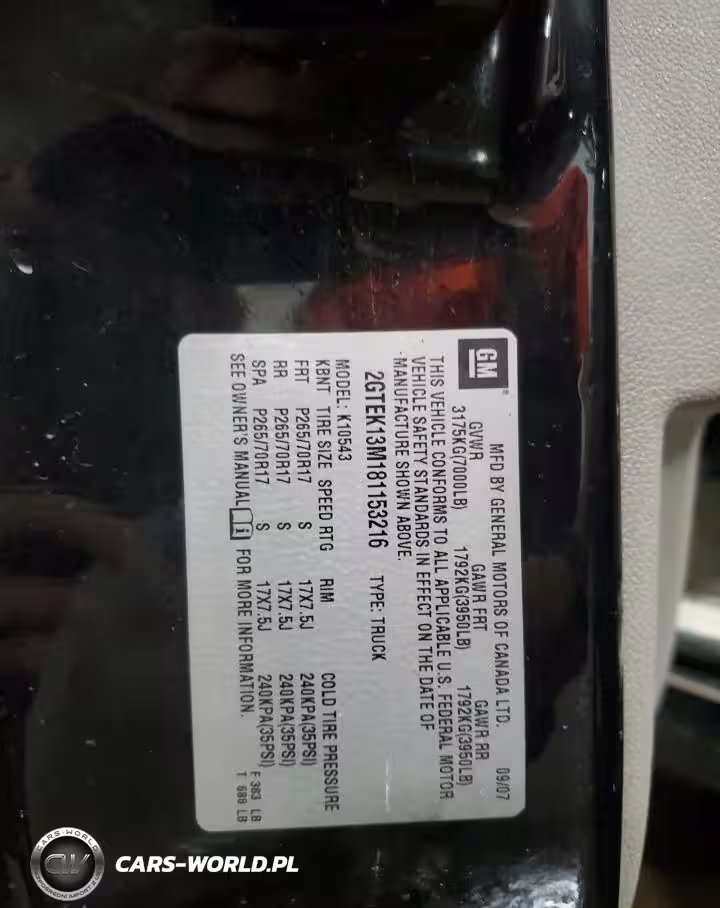 GM
MFD BY GENERAL MOTORS OF CANADA LTD. 09/07
GVWR GAWR FRT GAWR RR
3175KG(7000LB) 1792KG(3950LB) 1792KG(3950LB)
THIS VEHICLE CONFORMS TO ALL APPLICABLE U.S. FEDERAL MOTOR
VEHICLE SAFETY STANDARDS IN EFFECT ON THE DATE OF
MANUFACTURE SHOWN ABOVE.
2GTEK13M181153216 TYPE: TRUCK
MODEL: K10543
KBNT TIRE SIZE SPEED RTG RIM COLD TIRE PRESSURE
FRT P265/70R17 S 17X7.5J 240KPA(35PSI)
RR P265/70R17 S 17X7.5J 240KPA(35PSI)
SPA P265/70R17 S 17X7.5J 240KPA(35PSI)
SEE OWNER'S MANUAL i FOR MORE INFORMATION.
F 363 LB
T 688 LB
CARS-WORLD
CW
CARS-WORLD.PL